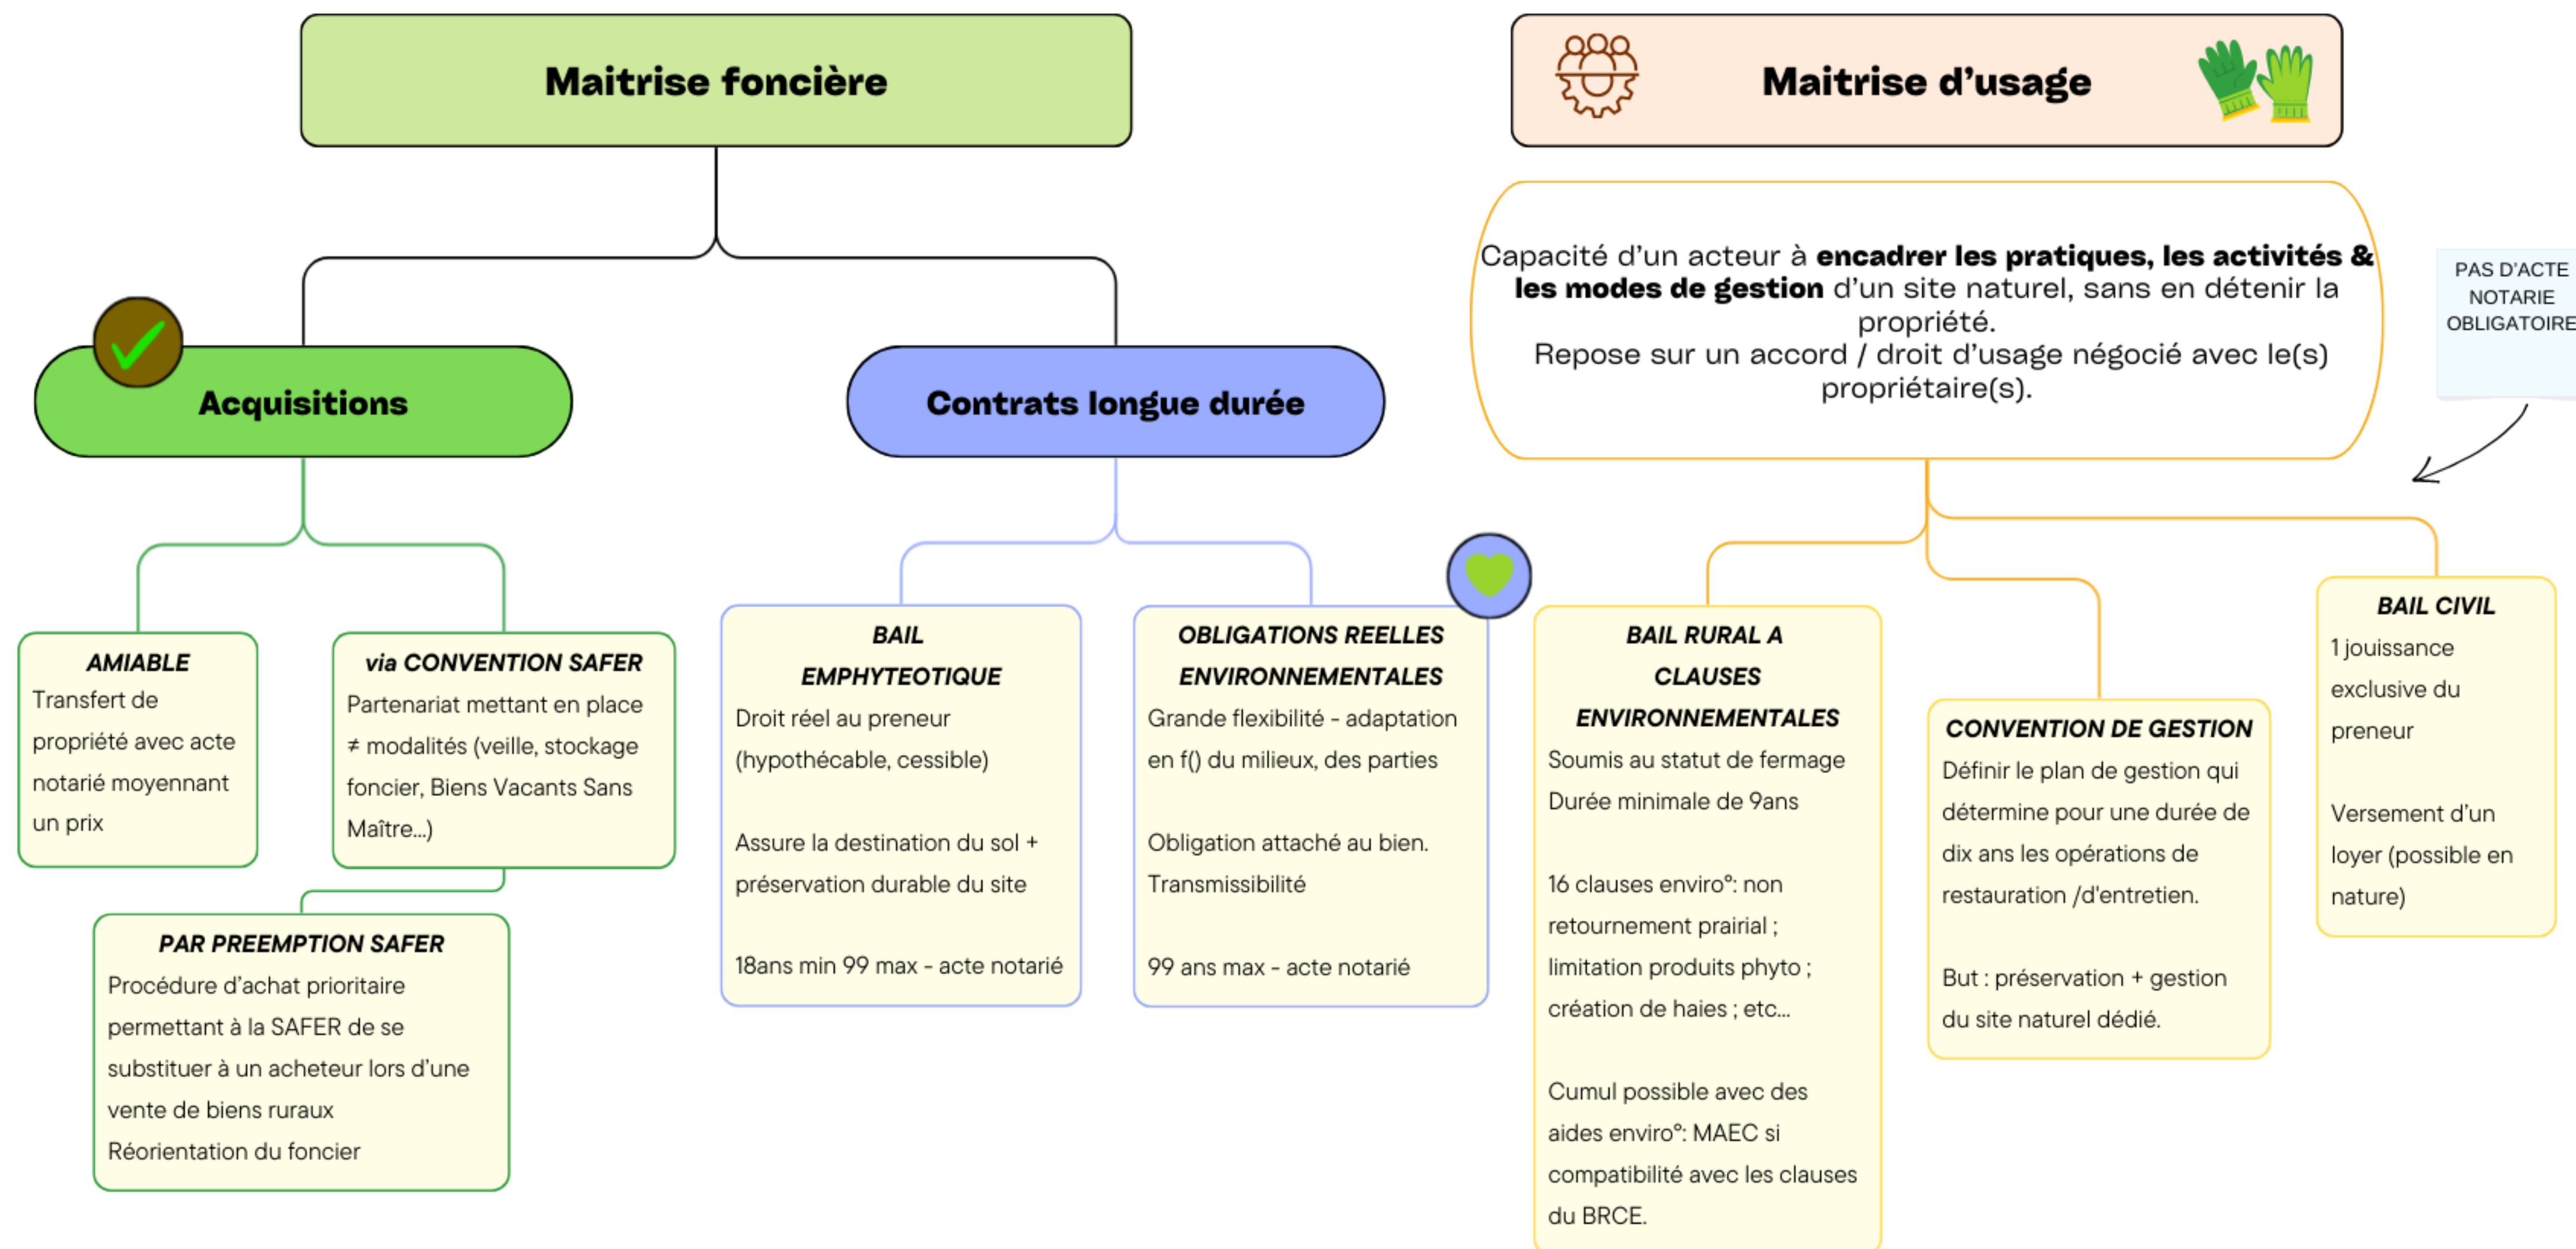 Maitrise foncière
Maitrise d'usage
Capacité d'un acteur à encadrer les pratiques, les activités &
les modes de gestion d'un site naturel, sans en détenir la
propriété.
Repose sur un accord / droit d'usage négocié avec le(s)
propriétaire(s).
PAS D'ACTE
NOTARIE
OBLIGATOIRE
Acquisitions
Contrats longue durée
AMIABLE
Transfert de
propriété avec acte
notarié moyennant
un prix
via CONVENTION SAFER
Partenariat mettant en place
≠ modalités (veille, stockage
foncier, Biens Vacants Sans
Maître...)
PAR PREEMPTION SAFER
Procédure d'achat prioritaire
permettant à la SAFER de se
substituer à un acheteur lors d'une
vente de biens ruraux
Réorientation du foncier
BAIL
EMPHYTEOTIQUE
Droit réel au preneur
(hypothécable, cessible)
Assure la destination du sol +
préservation durable du site
18ans min 99 max - acte notarié
OBLIGATIONS REELLES
ENVIRONNEMENTALES
Grande flexibilité - adaptation
en f() du milieux, des parties
Obligation attaché au bien.
Transmissibilité
99 ans max - acte notarié
BAIL RURAL A
CLAUSES
ENVIRONNEMENTALES
Soumis au statut de fermage
Durée minimale de 9ans
16 clauses enviro°: non
retournement prairial ;
limitation produits phyto ;
création de haies ; etc...
Cumul possible avec des
aides enviro°: MAEC si
compatibilité avec les clauses
du BRCE.
CONVENTION DE GESTION
Définir le plan de gestion qui
détermine pour une durée de
dix ans les opérations de
restauration /d'entretien.
But : préservation + gestion
du site naturel dédié.
BAIL CIVIL
1 jouissance
exclusive du
preneur
Versement d'un
loyer (possible en
nature)